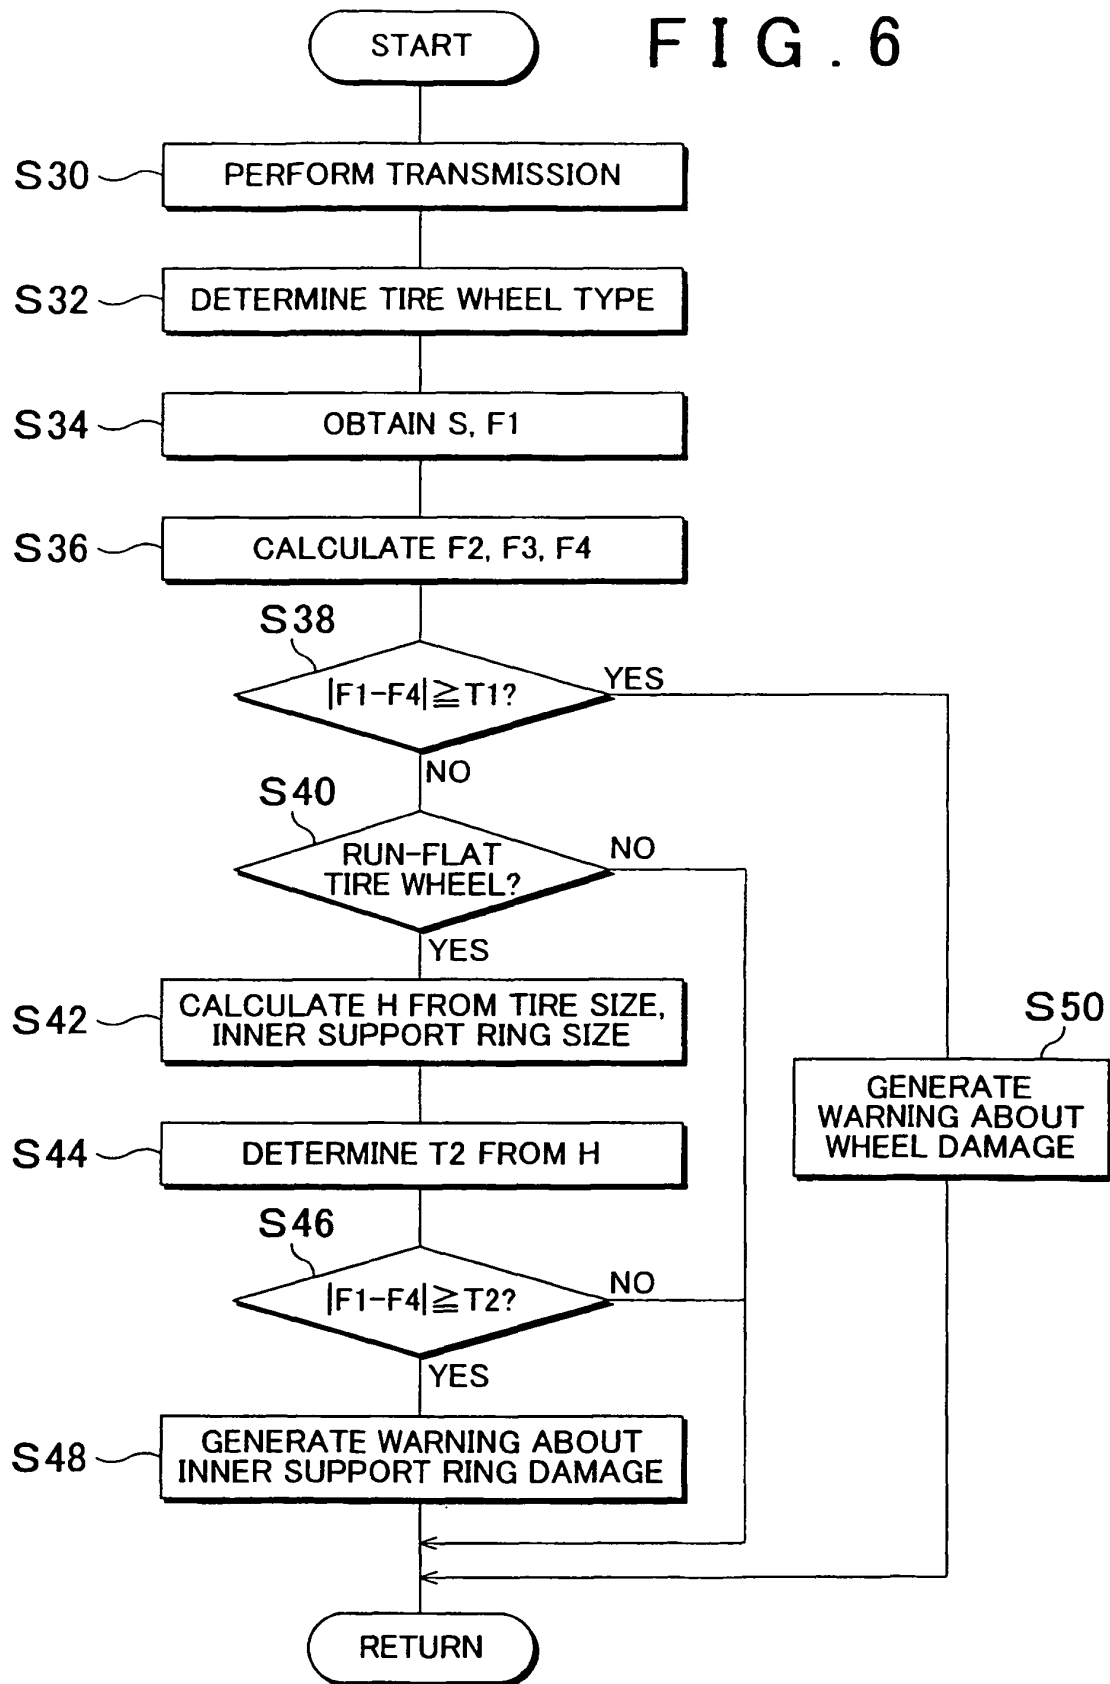 FIG. 6
START
S30
PERFORM TRANSMISSION
S32
DETERMINE TIRE WHEEL TYPE
S34
OBTAIN S, F1
S36
CALCULATE F2, F3, F4
S38
|F1-F4|≧T1?
YES
NO
S40
RUN-FLAT
TIRE WHEEL?
NO
YES
S42
CALCULATE H FROM TIRE SIZE,
INNER SUPPORT RING SIZE
S50
GENERATE
WARNING ABOUT
WHEEL DAMAGE
S44
DETERMINE T2 FROM H
S46
|F1-F4|≧T2?
NO
YES
S48
GENERATE WARNING ABOUT
INNER SUPPORT RING DAMAGE
RETURN